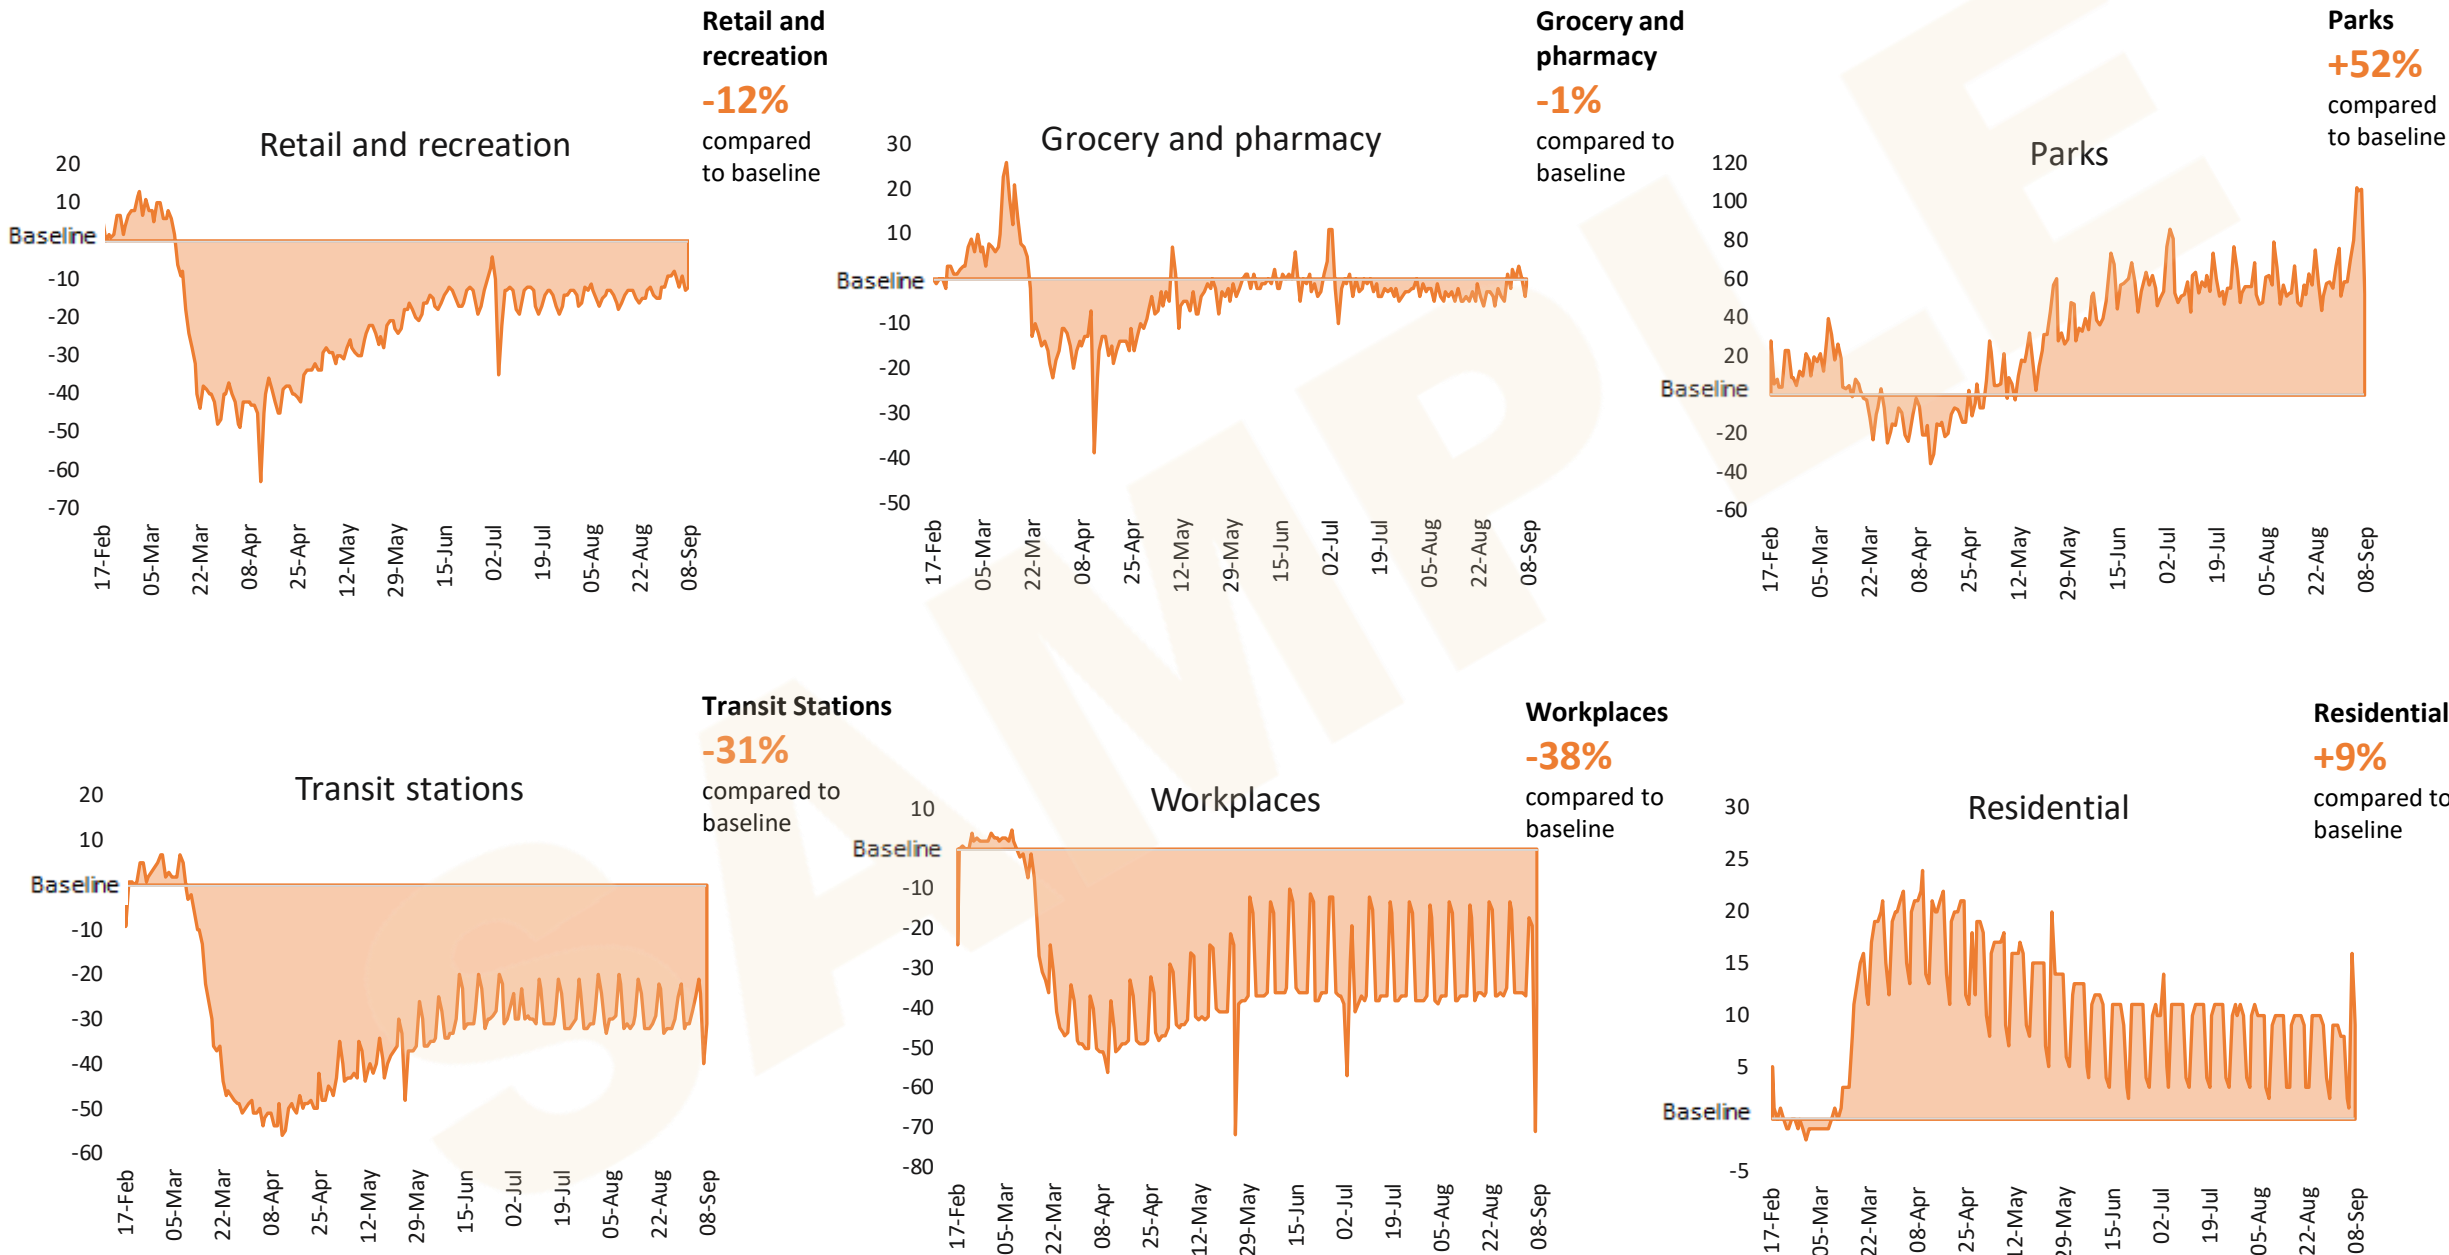 Retail and
recreation
-12%
compared
to baseline
Retail and recreation
20
10
Baseline
-10
-20
-30
-40
-50
-60
-70
17-Feb
05-Mar
22-Mar
08-Apr
25-Apr
12-May
29-May
15-Jun
02-Jul
19-Jul
05-Aug
22-Aug
08-Sep
Grocery and
pharmacy
-1%
compared to
baseline
Grocery and pharmacy
30
20
10
Baseline
-10
-20
-30
-40
-50
17-Feb
05-Mar
22-Mar
08-Apr
25-Apr
12-May
29-May
15-Jun
02-Jul
19-Jul
05-Aug
22-Aug
08-Sep
Parks
+52%
compared
to baseline
Parks
120
100
80
60
40
20
Baseline
-20
-40
-60
17-Feb
05-Mar
22-Mar
08-Apr
25-Apr
12-May
29-May
15-Jun
02-Jul
19-Jul
05-Aug
22-Aug
08-Sep
Transit Stations
-31%
compared to
baseline
Transit stations
20
10
Baseline
-10
-20
-30
-40
-50
-60
17-Feb
05-Mar
22-Mar
08-Apr
25-Apr
12-May
29-May
15-Jun
02-Jul
19-Jul
05-Aug
22-Aug
08-Sep
Workplaces
-38%
compared to
baseline
Workplaces
10
Baseline
-10
-20
-30
-40
-50
-60
-70
-80
17-Feb
05-Mar
22-Mar
08-Apr
25-Apr
12-May
29-May
15-Jun
02-Jul
19-Jul
05-Aug
22-Aug
08-Sep
Residential
+9%
compared to
baseline
Residential
30
25
20
15
10
5
Baseline
-5
17-Feb
05-Mar
22-Mar
08-Apr
25-Apr
12-May
29-May
15-Jun
02-Jul
19-Jul
05-Aug
22-Aug
08-Sep
SAMPLE